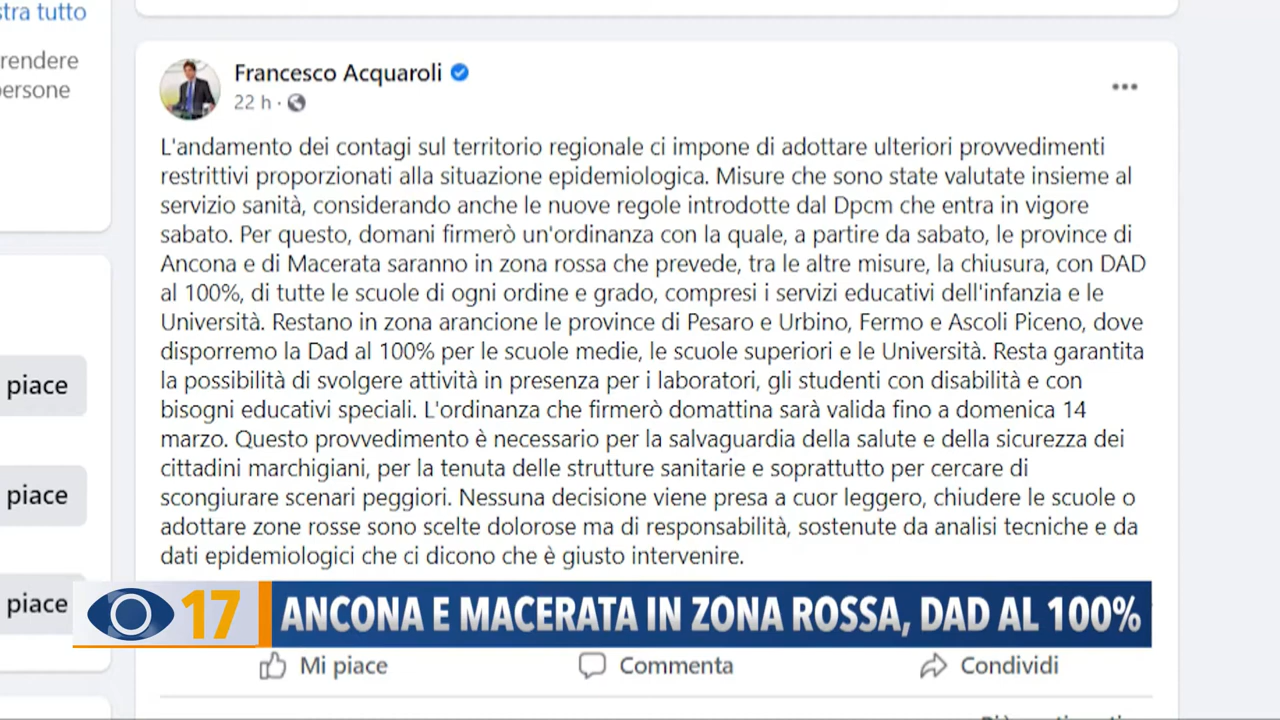 stra tutto
rendere
persone
piace
piace
piace
Francesco Acquaroli
22 h ·
L'andamento dei contagi sul territorio regionale ci impone di adottare ulteriori provvedimenti
restrittivi proporzionati alla situazione epidemiologica. Misure che sono state valutate insieme al
servizio sanità, considerando anche le nuove regole introdotte dal Dpcm che entra in vigore
sabato. Per questo, domani firmerò un'ordinanza con la quale, a partire da sabato, le province di
Ancona e di Macerata saranno in zona rossa che prevede, tra le altre misure, la chiusura, con DAD
al 100%, di tutte le scuole di ogni ordine e grado, compresi i servizi educativi dell'infanzia e le
Università. Restano in zona arancione le province di Pesaro e Urbino, Fermo e Ascoli Piceno, dove
disporremo la Dad al 100% per le scuole medie, le scuole superiori e le Università. Resta garantita
la possibilità di svolgere attività in presenza per i laboratori, gli studenti con disabilità e con
bisogni educativi speciali. L'ordinanza che firmerò domattina sarà valida fino a domenica 14
marzo. Questo provvedimento è necessario per la salvaguardia della salute e della sicurezza dei
cittadini marchigiani, per la tenuta delle strutture sanitarie e soprattutto per cercare di
scongiurare scenari peggiori. Nessuna decisione viene presa a cuor leggero, chiudere le scuole o
adottare zone rosse sono scelte dolorose ma di responsabilità, sostenute da analisi tecniche e da
dati epidemiologici che ci dicono che è giusto intervenire.
17 ANCONA E MACERATA IN ZONA ROSSA, DAD AL 100%
Mi piace Commenta Condividi